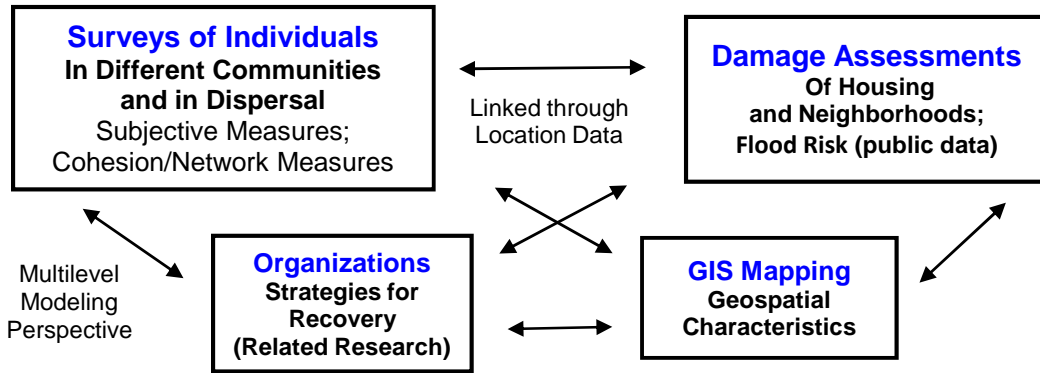 Surveys of Individuals
In Different Communities
and in Dispersal
Subjective Measures;
Cohesion/Network Measures
Linked through
Location Data
Damage Assessments
Of Housing
and Neighborhoods;
Flood Risk (public data)
Multilevel
Modeling
Perspective
Organizations
Strategies for
Recovery
(Related Research)
GIS Mapping
Geospatial
Characteristics